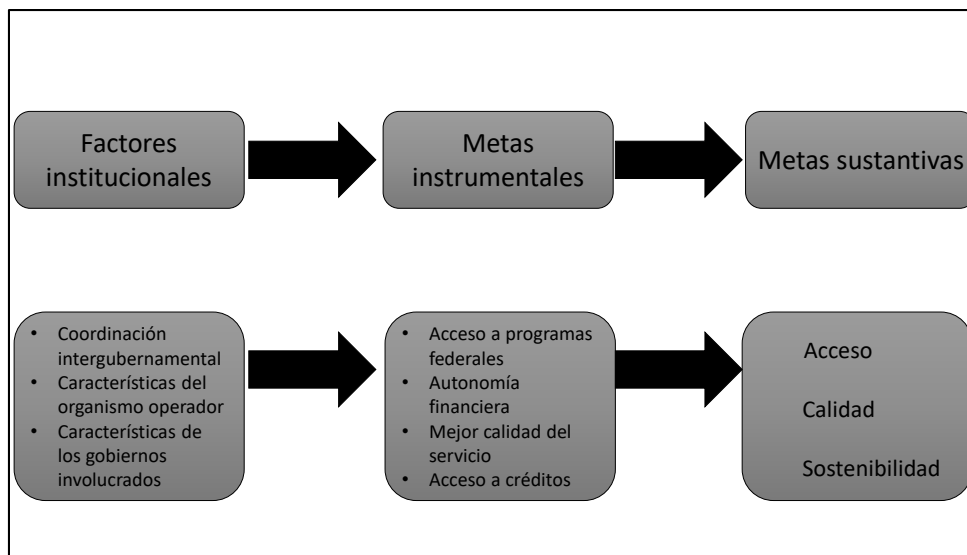 Factores
institucionales
Metas
instrumentales
Metas sustantivas
• Coordinación
intergubernamental
• Característícas del
organismo operador
• Características de
los gobiernos
involucrados
• Acceso a programas
federales
• Autonomía
financiera
• Mejor calidad del
servicio
• Acceso a créditos
Acceso
Calidad
Sostenibilidad